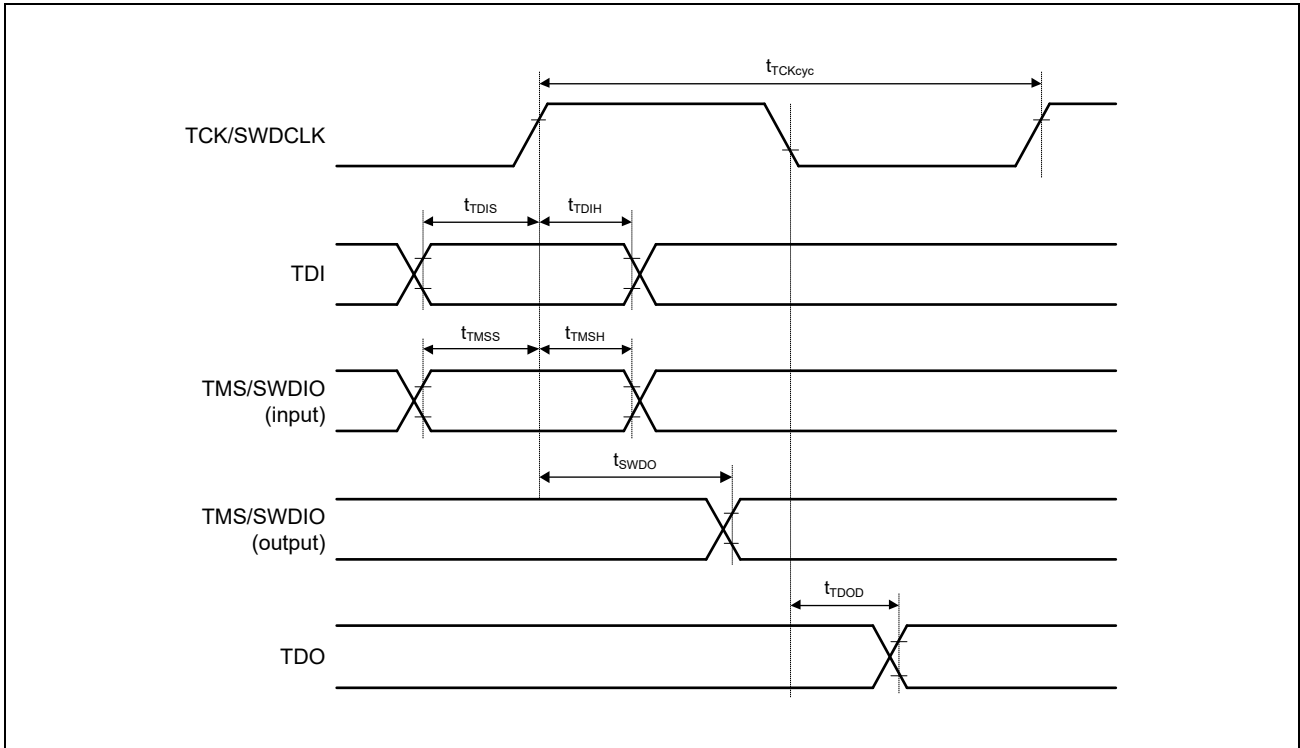 tTCKcyc
TCK/SWDCLK
tTDIS
tTDIH
TDI
tTMSS
tTMSH
TMS/SWDIO
(input)
tSWDO
TMS/SWDIO
(output)
tTDOD
TDO